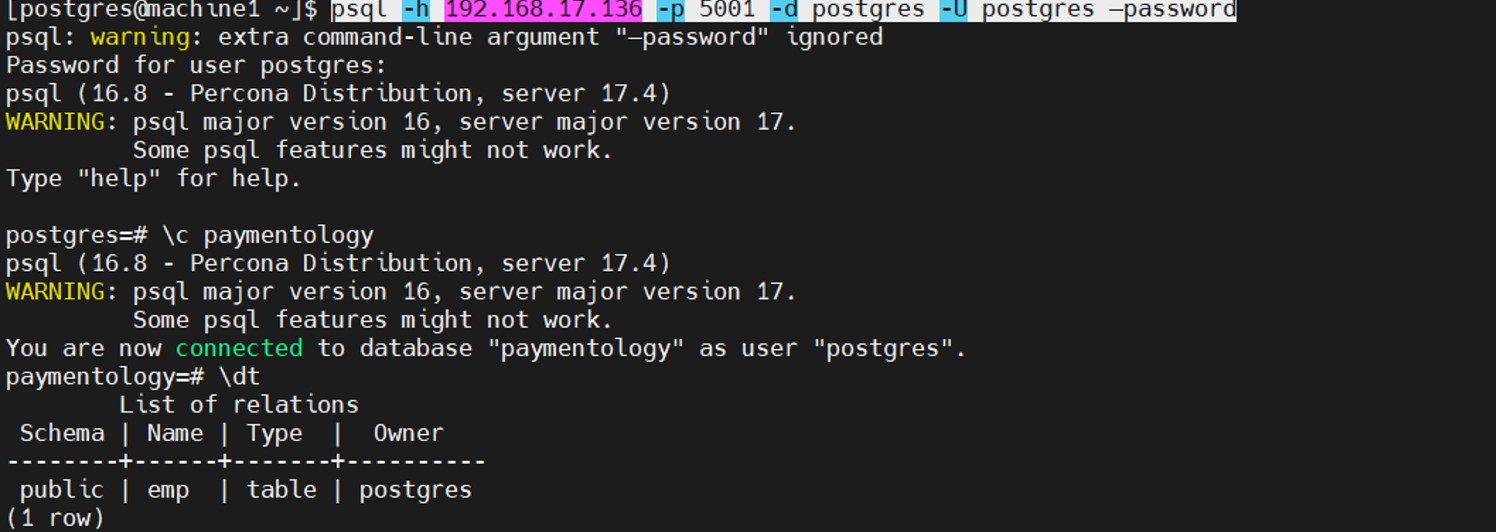 [postgres@machine1 ~]$ psql -h 192.168.17.136 -p 5001 -d postgres -U postgres –password
psql: warning: extra command-line argument "–password" ignored
Password for user postgres:
psql (16.8 - Percona Distribution, server 17.4)
WARNING: psql major version 16, server major version 17.
         Some psql features might not work.
Type "help" for help.

postgres=# \c paymentology
psql (16.8 - Percona Distribution, server 17.4)
WARNING: psql major version 16, server major version 17.
         Some psql features might not work.
You are now connected to database "paymentology" as user "postgres".
paymentology=# \dt
        List of relations
 Schema | Name | Type  |  Owner
--------+------+-------+----------
 public | emp  | table | postgres
(1 row)